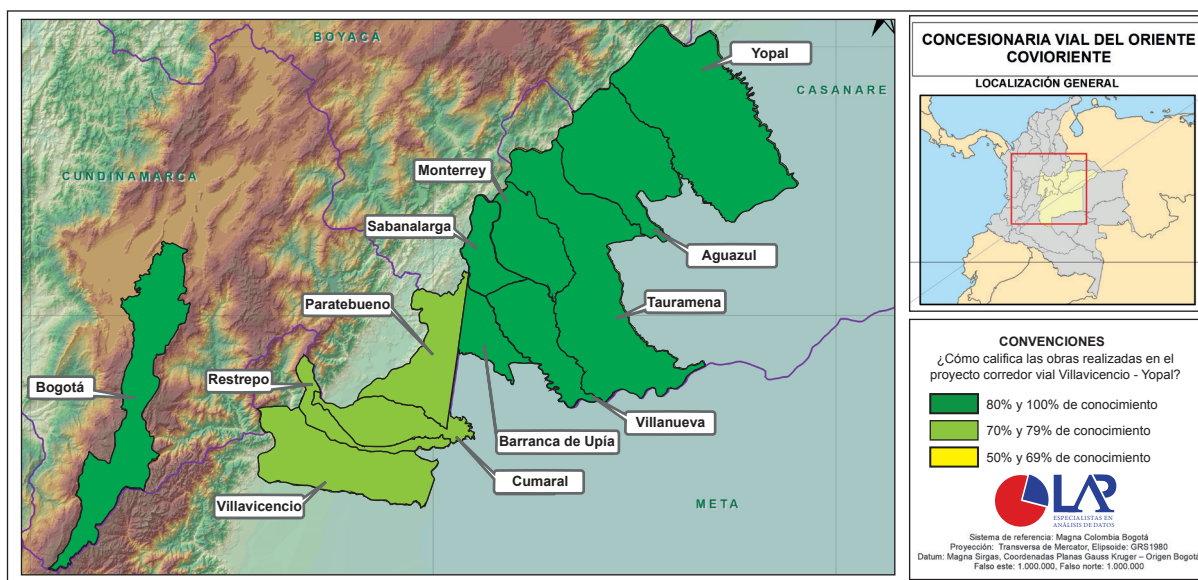 BOYACÁ
Yopal
CASANARE
Monterrey
CUNDINAMARCA
Sabanalarga
Aguazul
Paratebueno
Tauramena
Restrepo
Bogotá
Villanueva
Barranca de Upía
Cumaral
Villavicencio
META
CONCESIONARIA VIAL DEL ORIENTE
COVIORIENTE
LOCALIZACIÓN GENERAL
CONVENCIONES
¿Cómo califica las obras realizadas en el
proyecto corredor vial Villavicencio - Yopal?
80% y 100% de conocimiento
70% y 79% de conocimiento
50% y 69% de conocimiento
LAP
ESPECIALISTAS EN
ANÁLISIS DE DATOS
Sistema de referencia: Magna Colombia Bogotá
Proyección: Transversa de Mercator, Elipsoide: GRS1980
Datum: Magna Sirgas, Coordenadas Planas Gauss Kruger – Origen Bogotá
Falso este: 1.000.000, Falso norte: 1.000.000